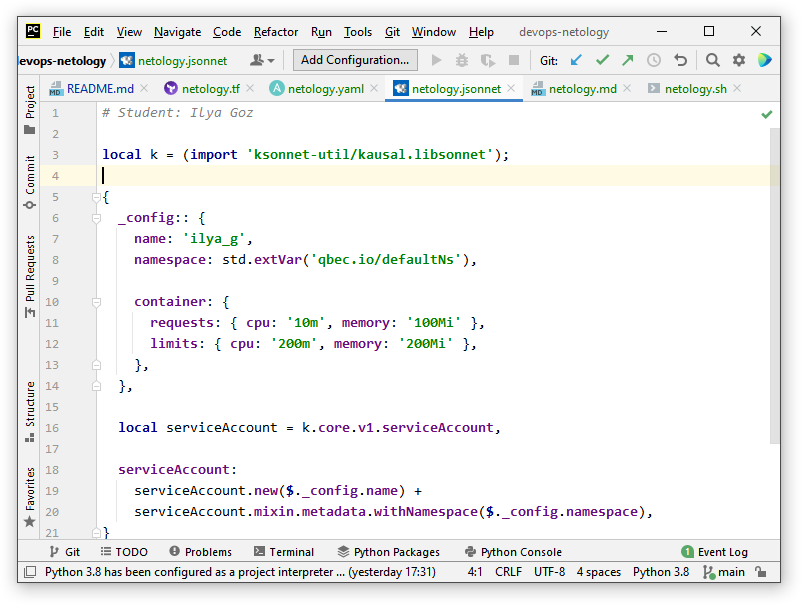 PC File Edit View Navigate Code Refactor Run Tools Git Window Help devops-netology
devops-netology netology.jsonnet Add Configuration... Git:
MD README.md netology.tf A netology.yaml netology.jsonnet MD netology.md netology.sh
Project
Commit
Pull Requests
Structure
Favorites
1 # Student: Ilya Goz
2
3 local k = (import 'ksonnet-util/kausal.libsonnet');
4
5 {
6 _config:: {
7 name: 'ilya_g',
8 namespace: std.extVar('qbec.io/defaultNs'),
9
10 container: {
11 requests: { cpu: '10m', memory: '100Mi' },
12 limits: { cpu: '200m', memory: '200Mi' },
13 },
14 },
15
16 local serviceAccount = k.core.v1.serviceAccount,
17
18 serviceAccount:
19 serviceAccount.new($._config.name) +
20 serviceAccount.mixin.metadata.withNamespace($._config.namespace),
21 }
Git TODO Problems Terminal Python Packages Python Console 1 Event Log
Python 3.8 has been configured as a project interpreter ... (yesterday 17:31) 4:1 CRLF UTF-8 4 spaces Python 3.8 main